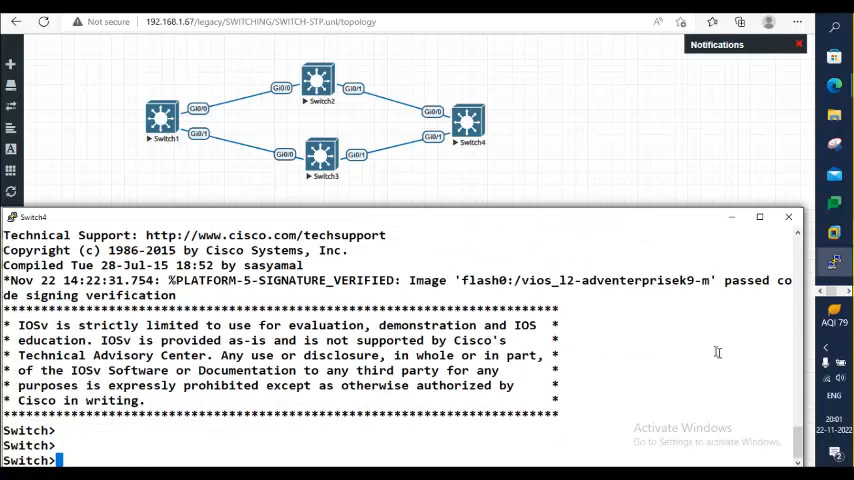 Not secure
192.168.1.67/legacy/SWITCHING/SWITCH-STP.unl/topology
Notifications
Gi0/0
Gi0/0
Switch2
Gi0/1
Gi0/0
Switch1
Gi0/1
Gi0/0
Switch3
Gi0/1
Gi0/1
Switch4
Switch4
Technical Support: http://www.cisco.com/techsupport
Copyright (c) 1986-2015 by Cisco Systems, Inc.
Compiled Tue 28-Jul-15 18:52 by sasyamal
*Nov 22 14:22:31.754: %PLATFORM-5-SIGNATURE_VERIFIED: Image 'flash0:/vios_l2-adventerprisek9-m' passed co
de signing verification
**************************************************************************
* IOSv is strictly limited to use for evaluation, demonstration and IOS *
* education. IOSv is provided as-is and is not supported by Cisco's *
* Technical Advisory Center. Any use or disclosure, in whole or in part, *
* of the IOSv Software or Documentation to any third party for any *
* purposes is expressly prohibited except as otherwise authorized by *
* Cisco in writing. *
**************************************************************************
Switch>
Switch>
Switch>
Activate Windows
Go to Settings to activate Windows.
AQI 79
ENG
20:01
22-11-2022
2